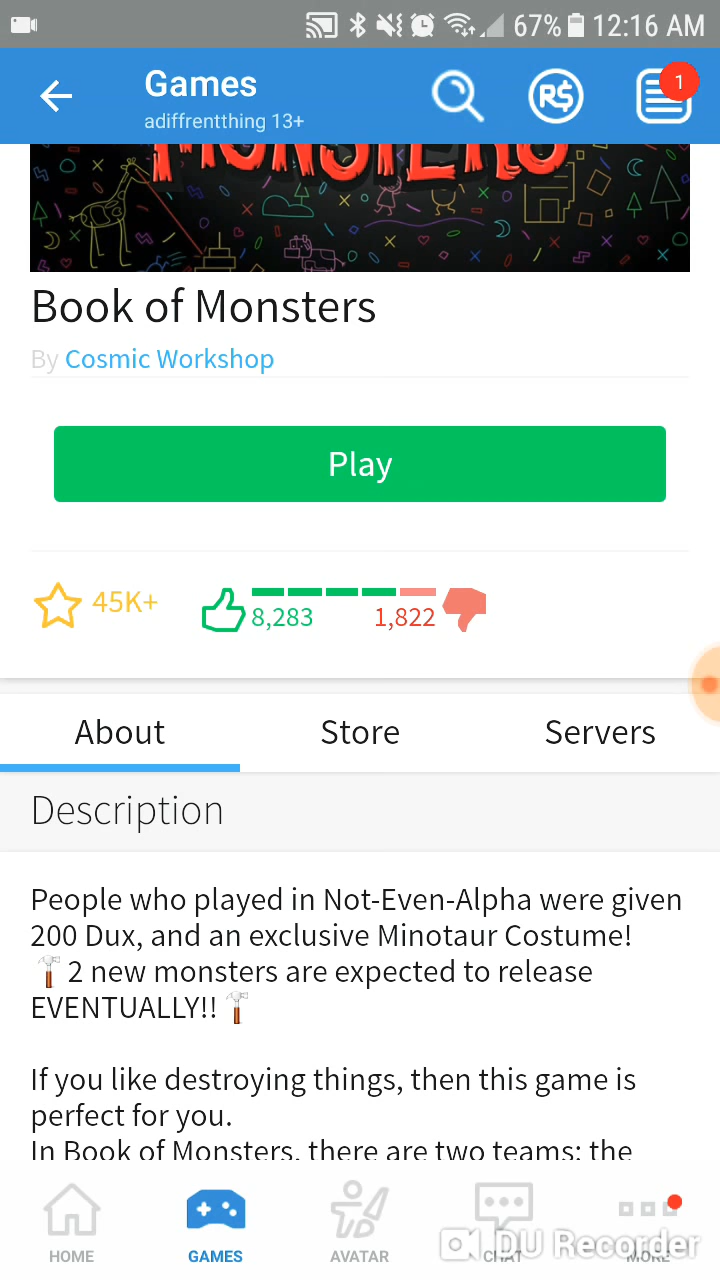 67% 12:16 AM
Games
adiffrentthing 13+
R$
1
MONSTERS
Book of Monsters
By Cosmic Workshop
Play
45K+
8,283
1,822
About
Store
Servers
Description
People who played in Not-Even-Alpha were given
200 Dux, and an exclusive Minotaur Costume!
2 new monsters are expected to release
EVENTUALLY!!
If you like destroying things, then this game is
perfect for you.
In Book of Monsters, there are two teams: the
HOME
GAMES
AVATAR
CHAT
MORE
DU Recorder